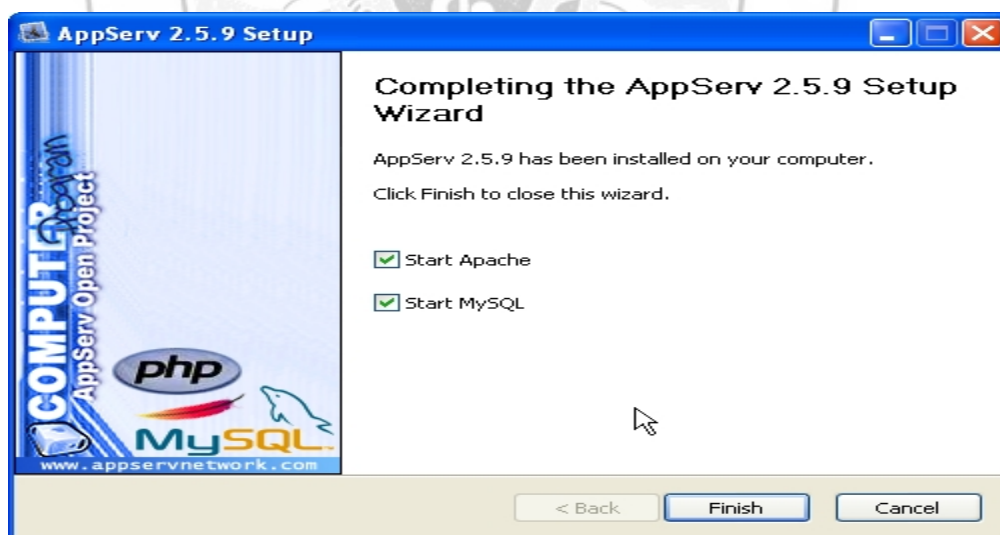 AppServ 2.5.9 Setup
COMPUTER
Program
AppServ Open Project
php
MySQL
www.appservnetwork.com
Completing the AppServ 2.5.9 Setup
Wizard
AppServ 2.5.9 has been installed on your computer.
Click Finish to close this wizard.
Start Apache
Start MySQL
< Back
Finish
Cancel